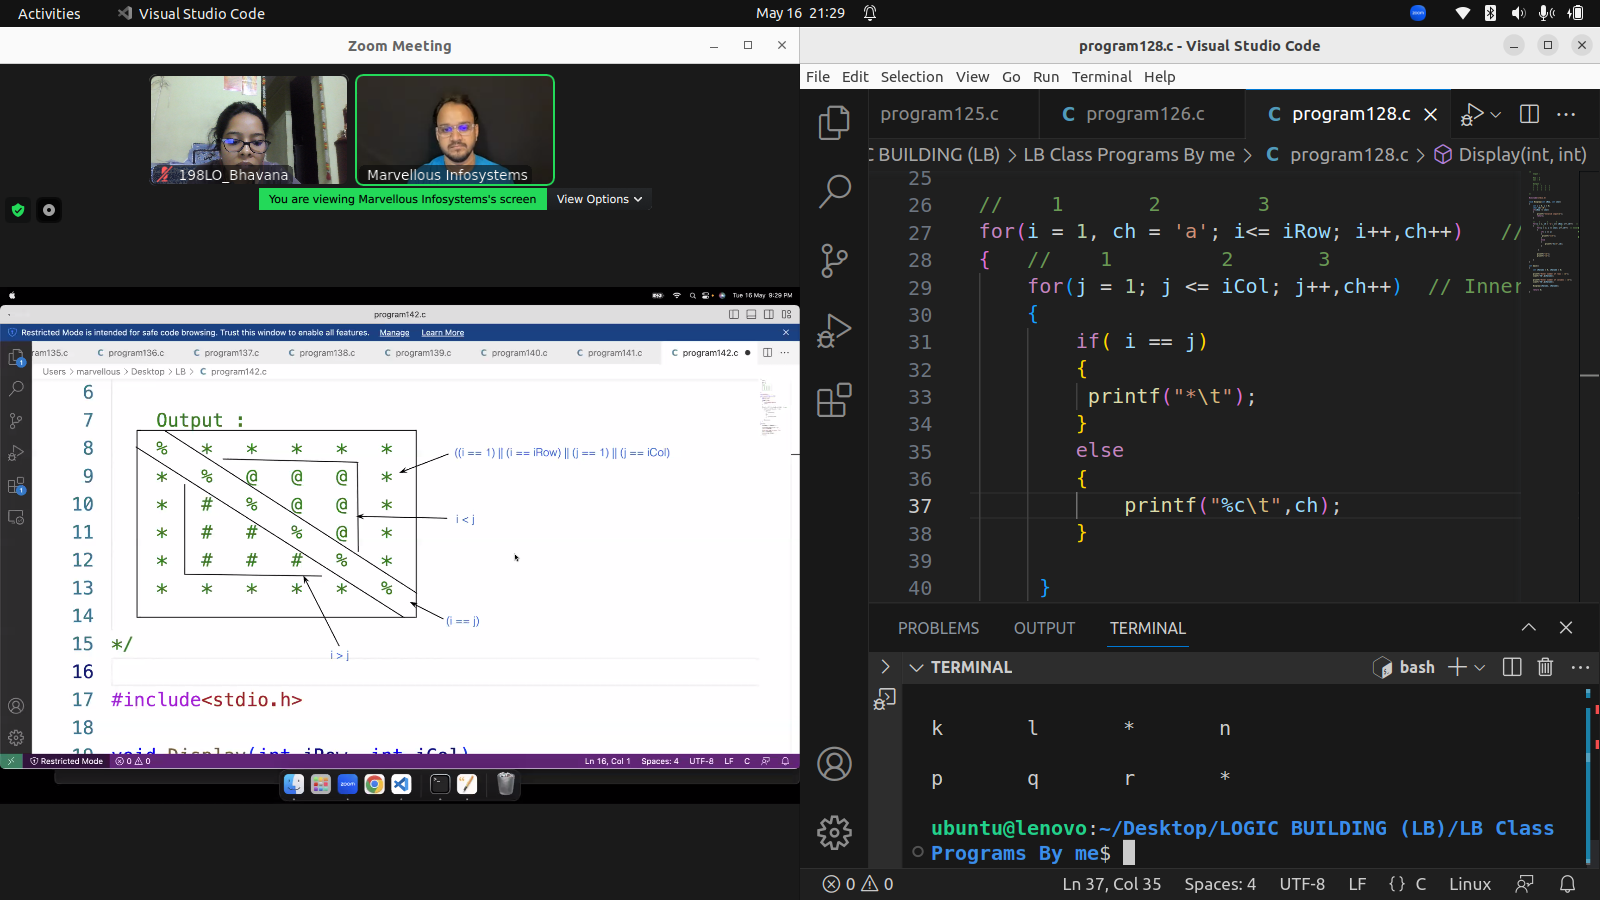 Activities Visual Studio Code May 16 21:29 zoom
Zoom Meeting
198LO_Bhavana Marvellous Infosystems
You are viewing Marvellous Infosystems's screen View Options
Tue 16 May 9:29 PM
program142.c
Restricted Mode is intended for safe code browsing. Trust this window to enable all features. Manage Learn More
ram135.c C program136.c C program137.c C program138.c C program139.c C program140.c C program141.c C program142.c
Users > marvellous > Desktop > LB > C program142.c
6
7 Output :
8 % * * * * * ((i == 1) || (i == iRow) || (j == 1) || (j == iCol)
9 * % @ @ @ *
10 * # % @ @ *
i < j
11 * # # % @ *
12 * # # # % *
13 * * * * * %
14
(i == j)
15 */
i > j
16
17 #include<stdio.h>
18
19 void Display(int iRow, int iCol)
Restricted Mode 0 0 Ln 16, Col 1 Spaces: 4 UTF-8 LF C
zoom
program128.c - Visual Studio Code
File Edit Selection View Go Run Terminal Help
program125.c C program126.c C program128.c
C BUILDING (LB) > LB Class Programs By me > C program128.c > Display(int, int)
25
26 // 1 2 3
27 for(i = 1, ch = 'a'; i<= iRow; i++,ch++) //
28 { // 1 2 3
29 for(j = 1; j <= iCol; j++,ch++) // Inner
30 {
31 if( i == j)
32 {
33 printf("*\t");
34 }
35 else
36 {
37 printf("%c\t",ch);
38 }
39
40 }
PROBLEMS OUTPUT TERMINAL
TERMINAL bash
k l * n
p q r *
ubuntu@lenovo:~/Desktop/LOGIC BUILDING (LB)/LB Class
Programs By me$
0 0 Ln 37, Col 35 Spaces: 4 UTF-8 LF {} C Linux